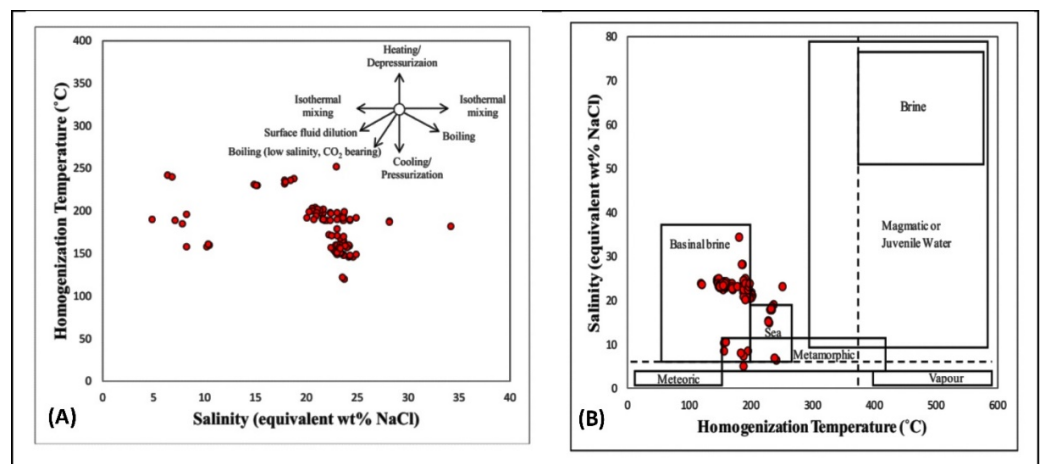 400
350
300
250
200
150
100
50
0
0
5
10
15
20
25
30
35
40
Homogenization Temperature (˚C)
Salinity (equivalent wt% NaCl)
Heating/
Depressurizaion
Isothermal
mixing
Isothermal
mixing
Surface fluid dilution
Boiling
Boiling (low salinity, CO₂ bearing)
Cooling/
Pressurization
(A)
80
70
60
50
40
30
20
10
0
0
100
200
300
400
500
600
Salinity (equivalent wt% NaCl)
Homogenization Temperature (˚C)
Brine
Magmatic or
Juvenile Water
Basinal brine
Sea
Metamorphic
Meteoric
Vapour
(B)